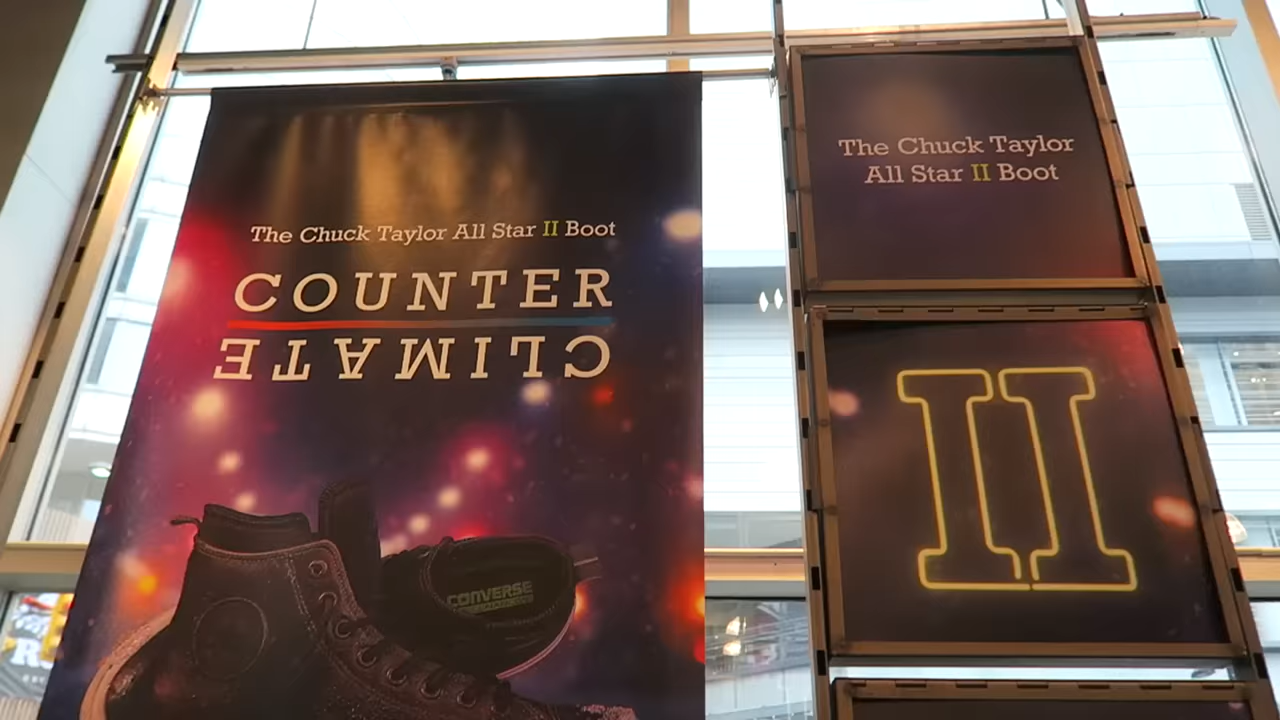 The Chuck Taylor All Star II Boot
COUNTER
CLIMATE
CONVERSE
The Chuck Taylor
All Star II Boot
II